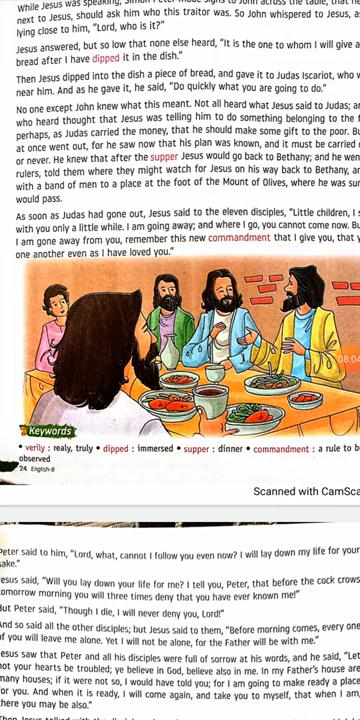 While Jesus was speaking, Simon Peter made signs to John across the table, that he
next to Jesus, should ask him who this traitor was. So John whispered to Jesus, as
lying close to him, "Lord, who is it?"
Jesus answered, but so low that none else heard, "It is the one to whom I will give a
bread after I have dipped it in the dish."
Then Jesus dipped into the dish a piece of bread, and gave it to Judas Iscariot, who w
near him. And as he gave it, he said, "Do quickly what you are going to do."
No one except John knew what this meant. Not all heard what Jesus said to Judas; an
who heard thought that Jesus was telling him to do something belonging to the f
perhaps, as Judas carried the money, that he should make some gift to the poor. Bu
at once went out, for he saw now that his plan was known, and it must be carried
or never. He knew that after the supper Jesus would go back to Bethany; and he wen
rulers, told them where they might watch for Jesus on his way back to Bethany, an
with a band of men to a place at the foot of the Mount of Olives, where he was sur
would pass.
As soon as Judas had gone out, Jesus said to the eleven disciples, "Little children, I s
with you only a little while. I am going away; and where I go, you cannot come now. Bu
I am gone away from you, remember this new commandment that I give you, that y
one another even as I have loved you."
08:04
Keywords
• verily : realy, truly • dipped : immersed • supper : dinner • commandment : a rule to b
observed
24 English-8
Scanned with CamSca
Peter said to him, "Lord, what, cannot I follow you even now? I will lay down my life for your
sake."
Jesus said, "Will you lay down your life for me? I tell you, Peter, that before the cock crows
tomorrow morning you will three times deny that you have ever known me!"
But Peter said, "Though I die, I will never deny you, Lord!"
And so said all the other disciples; but Jesus said to them, "Before morning comes, every one
of you will leave me alone. Yet I will not be alone, for the Father will be with me."
Jesus saw that Peter and all his disciples were full of sorrow at his words, and he said, "Let
not your hearts be troubled; ye believe in God, believe also in me. In my Father's house are
many houses; if it were not so, I would have told you; for I am going to make ready a place
for you. And when it is ready, I will come again, and take you to myself, that when I am,
there you may be also."